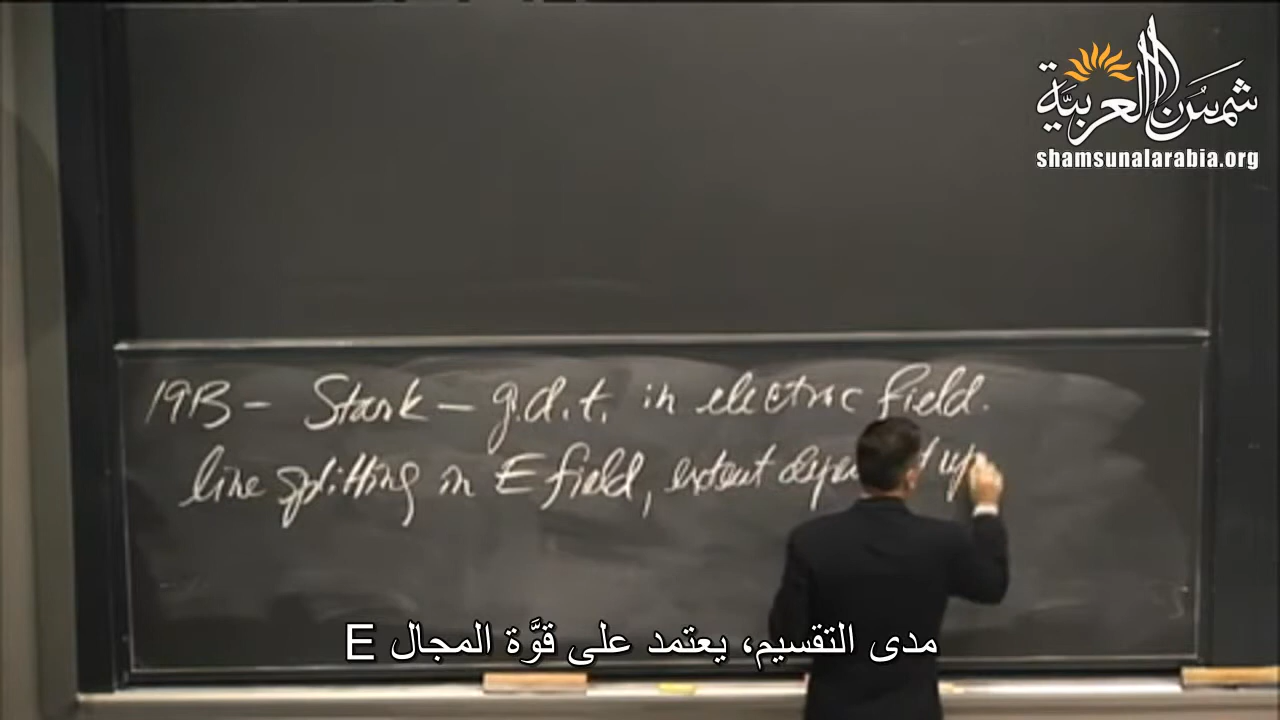 شمس العربية
shamsunalarabia.org
1913 - Stark - g.d.t. in electric field.
line splitting in E field, extent
مدى التقسيم، يعتمد على قوَّة المجال E